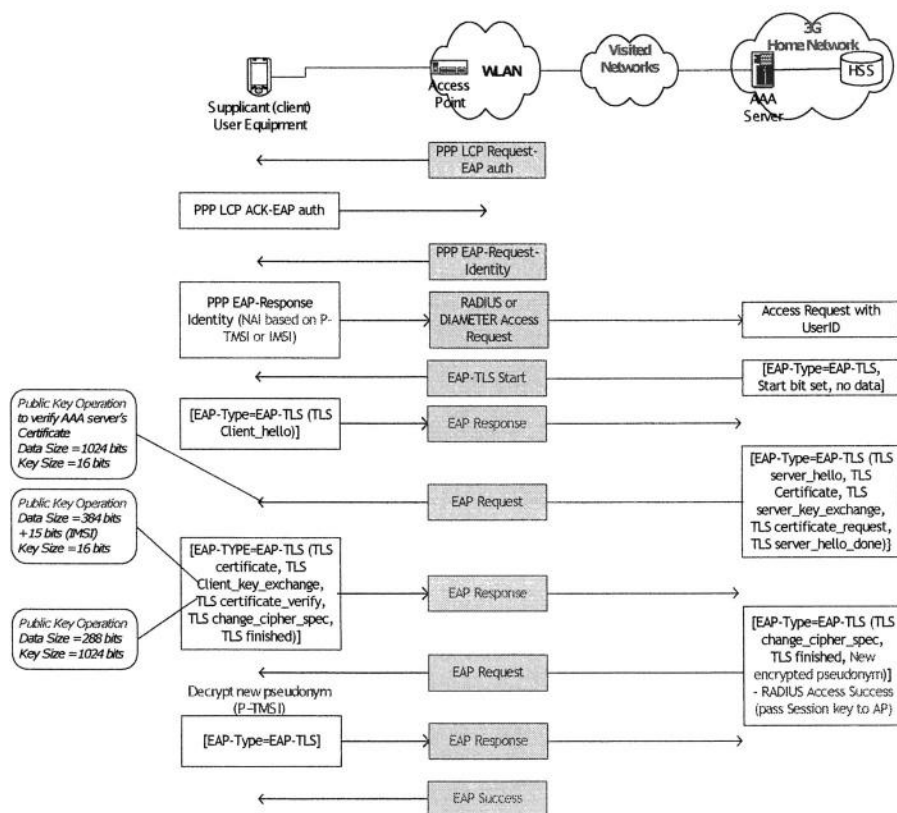 3G
Home Network
Visited
Networks
WLAN
HSS
Access
Point
AAA
Server
Supplicant (client)
User Equipment
PPP LCP Request-
EAP auth
PPP LCP ACK-EAP auth
PPP EAP-Request-
Identity
PPP EAP-Response
Identity (NAI based on P-
TMSI or IMSI)
RADIUS or
DIAMETER Access
Request
Access Request with
UserID
EAP-TLS Start
[EAP-Type=EAP-TLS,
Start bit set, no data]
Public Key Operation
to verify AAA server's
Certificate
Data Size =1024 bits
Key Size =16 bits
[EAP-Type=EAP-TLS (TLS
Client_hello)]
EAP Response
EAP Request
[EAP-Type=EAP-TLS (TLS
server_hello, TLS
Certificate, TLS
server_key_exchange,
TLS certificate_request,
TLS server_hello_done)}
Public Key Operation
Data Size =384 bits
+15 bits (IMSI)
Key Size =16 bits
[EAP-TYPE=EAP-TLS (TLS
certificate, TLS
Client_key_exchange,
TLS certificate_verify,
TLS change_cipher_spec,
TLS finished)]
EAP Response
Public Key Operation
Data Size =288 bits
Key Size =1024 bits
[EAP-Type=EAP-TLS (TLS
change_cipher_spec,
TLS finished, New
encrypted pseudonym)]
- RADIUS Access Success
(pass Session key to AP)
EAP Request
Decrypt new pseudonym
(P-TMSI)
[EAP-Type=EAP-TLS]
EAP Response
EAP Success